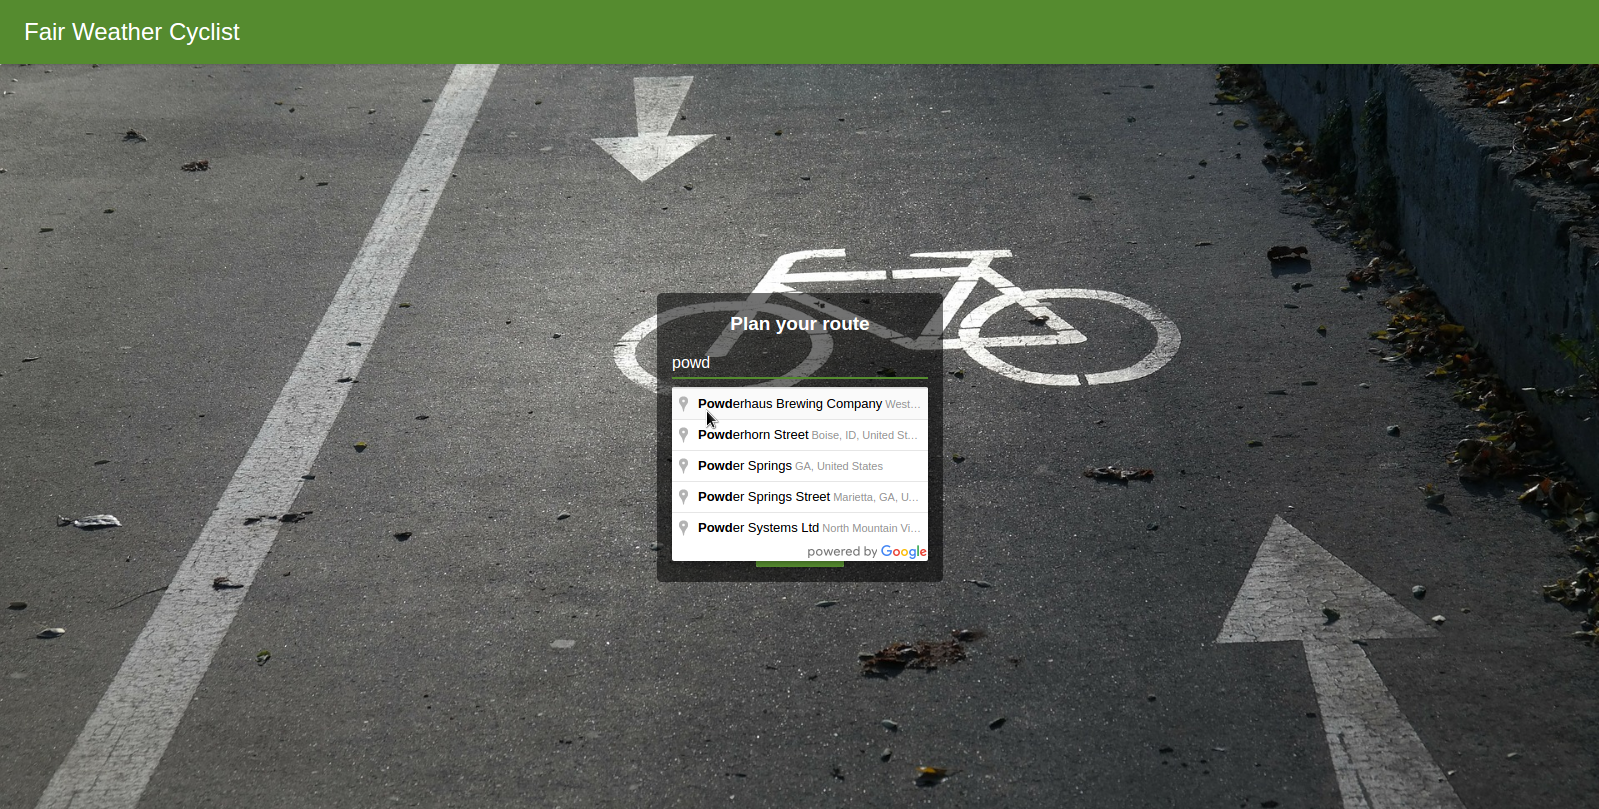 Fair Weather Cyclist
Plan your route
powd
Powderhaus Brewing Company West...
Powderhorn Street Boise, ID, United St...
Powder Springs GA, United States
Powder Springs Street Marietta, GA, U...
Powder Systems Ltd North Mountain Vi...
powered by Google